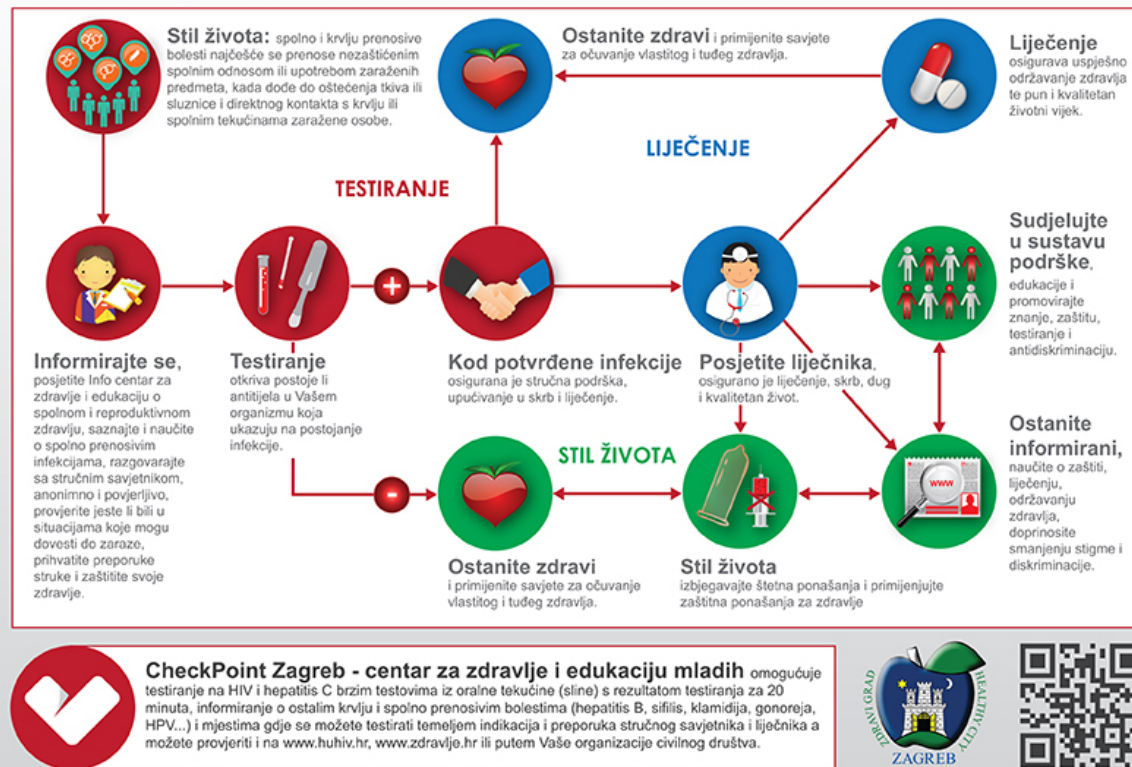 Stil života: spolno i krvlju prenosive
bolesti najčešće se prenose nezaštićenim
spolnim odnosom ili upotrebom zaraženih
predmeta, kada dođe do oštećenja tkiva ili
sluznice i direktnog kontakta s krvlju ili
spolnim tekućinama zaražene osobe.
Ostanite zdravi i primijenite savjete
za očuvanje vlastitog i tuđeg zdravlja.
Liječenje
osigurava uspješno
održavanje zdravlja
te pun i kvalitetan
životni vijek.
LIJEČENJE
TESTIRANJE
Informirajte se,
posjetite Info centar za
zdravlje i edukaciju o
spolnom i reproduktivnom
zdravlju, saznajte i naučite
o spolno prenosivim
infekcijama, razgovarajte
sa stručnim savjetnikom,
anonimno i povjerljivo,
provjerite jeste li bili u
situacijama koje mogu
dovesti do zaraze,
prihvatite preporuke
struke i zaštitite svoje
zdravlje.
Testiranje
otkriva postoje li
antitijela u Vašem
organizmu koja
ukazuju na postojanje
infekcije.
+
-
Kod potvrđene infekcije
osigurana je stručna podrška,
upućivanje u skrb i liječenje.
Posjetite liječnika,
osigurano je liječenje, skrb, dug
i kvalitetan život.
Sudjelujte
u sustavu
podrške,
edukacije i
promovirajte
znanje, zaštitu,
testiranje i
antidiskriminaciju.
STIL ŽIVOTA
www
Ostanite zdravi
i primijenite savjete za očuvanje
vlastitog i tuđeg zdravlja.
Stil života
izbjegavajte štetna ponašanja i primijenjujte
zaštitna ponašanja za zdravlje
Ostanite
informirani,
naučite o zaštiti,
liječenju,
održavanju
zdravlja,
doprinosite
smanjenju stigme i
diskriminacije.
CheckPoint Zagreb - centar za zdravlje i edukaciju mladih omogućuje
testiranje na HIV i hepatitis C brzim testovima iz oralne tekućine (sline) s rezultatom testiranja za 20
minuta, informiranje o ostalim krvlju i spolno prenosivim bolestima (hepatitis B, sifilis, klamidija, gonoreja,
HPV...) i mjestima gdje se možete testirati temeljem indikacija i preporuka stručnog savjetnika i liječnika a
možete provjeriti i na www.huhiv.hr, www.zdravlje.hr ili putem Vaše organizacije civilnog društva.
ZDRAVI GRAD
HEALTHY CITY
ZAGREB